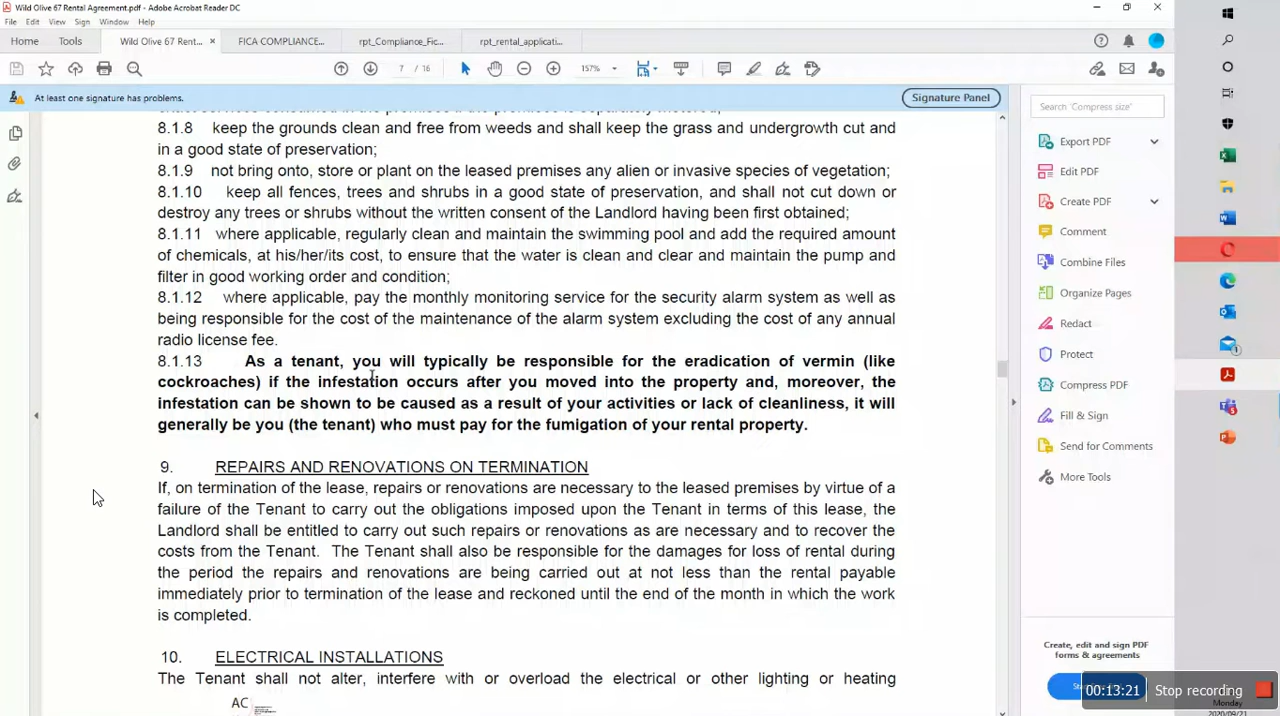 Wild Olive 67 Rental Agreement.pdf - Adobe Acrobat Reader DC
File Edit View Sign Window Help
Home Tools Wild Olive 67 Rent... × FICA COMPLIANCE... rpt_Compliance_Fic... rpt_rental_applicati...
7 / 16 157%
At least one signature has problems. Signature Panel
8.1.8 keep the grounds clean and free from weeds and shall keep the grass and undergrowth cut and
in a good state of preservation;
8.1.9 not bring onto, store or plant on the leased premises any alien or invasive species of vegetation;
8.1.10 keep all fences, trees and shrubs in a good state of preservation, and shall not cut down or
destroy any trees or shrubs without the written consent of the Landlord having been first obtained;
8.1.11 where applicable, regularly clean and maintain the swimming pool and add the required amount
of chemicals, at his/her/its cost, to ensure that the water is clean and clear and maintain the pump and
filter in good working order and condition;
8.1.12 where applicable, pay the monthly monitoring service for the security alarm system as well as
being responsible for the cost of the maintenance of the alarm system excluding the cost of any annual
radio license fee.
8.1.13 As a tenant, you will typically be responsible for the eradication of vermin (like
cockroaches) if the infestation occurs after you moved into the property and, moreover, the
infestation can be shown to be caused as a result of your activities or lack of cleanliness, it will
generally be you (the tenant) who must pay for the fumigation of your rental property.
9. REPAIRS AND RENOVATIONS ON TERMINATION
If, on termination of the lease, repairs or renovations are necessary to the leased premises by virtue of a
failure of the Tenant to carry out the obligations imposed upon the Tenant in terms of this lease, the
Landlord shall be entitled to carry out such repairs or renovations as are necessary and to recover the
costs from the Tenant. The Tenant shall also be responsible for the damages for loss of rental during
the period the repairs and renovations are being carried out at not less than the rental payable
immediately prior to termination of the lease and reckoned until the end of the month in which the work
is completed.
10. ELECTRICAL INSTALLATIONS
The Tenant shall not alter, interfere with or overload the electrical or other lighting or heating
AC
Search 'Compress size'
Export PDF
Edit PDF
Create PDF
Comment
Combine Files
Organize Pages
Redact
Protect
Compress PDF
Fill & Sign
Send for Comments
More Tools
Create, edit and sign PDF
forms & agreements
00:13:21 Stop recording
Monday
2020/09/21